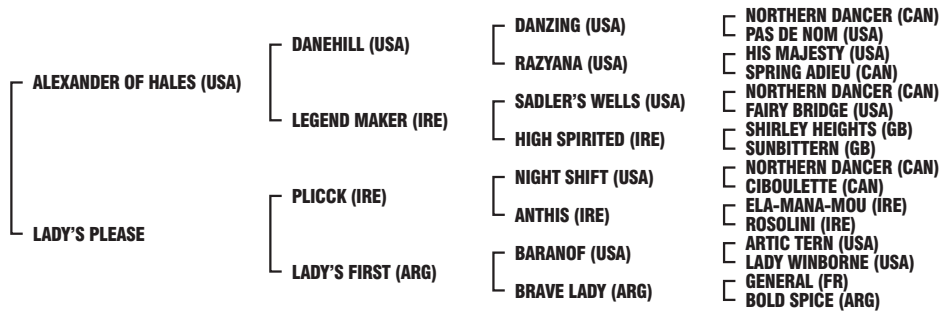 ALEXANDER OF HALES (USA)
LADY'S PLEASE
DANEHILL (USA)
LEGEND MAKER (IRE)
PLICCK (IRE)
LADY'S FIRST (ARG)
DANZING (USA)
RAZYANA (USA)
SADLER'S WELLS (USA)
HIGH SPIRITED (IRE)
NIGHT SHIFT (USA)
ANTHIS (IRE)
BARANOF (USA)
BRAVE LADY (ARG)
NORTHERN DANCER (CAN)
PAS DE NOM (USA)
HIS MAJESTY (USA)
SPRING ADIEU (CAN)
NORTHERN DANCER (CAN)
FAIRY BRIDGE (USA)
SHIRLEY HEIGHTS (GB)
SUNBITTERN (GB)
NORTHERN DANCER (CAN)
CIBOULETTE (CAN)
ELA-MANA-MOU (IRE)
ROSOLINI (IRE)
ARTIC TERN (USA)
LADY WINBORNE (USA)
GENERAL (FR)
BOLD SPICE (ARG)